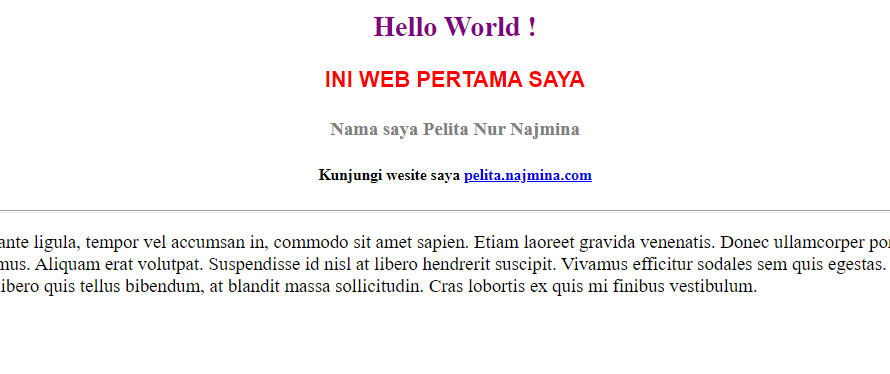 Hello World !
INI WEB PERTAMA SAYA
Nama saya Pelita Nur Najmina
Kunjungi wesite saya pelita.najmina.com
ante ligula, tempor vel accumsan in, commodo sit amet sapien. Etiam laoreet gravida venenatis. Donec ullamcorper
mus. Aliquam erat volutpat. Suspendisse id nisl at libero hendrerit suscipit. Vivamus efficitur sodales sem quis egestas.
libero quis tellus bibendum, at blandit massa sollicitudin. Cras lobortis ex quis mi finibus vestibulum.